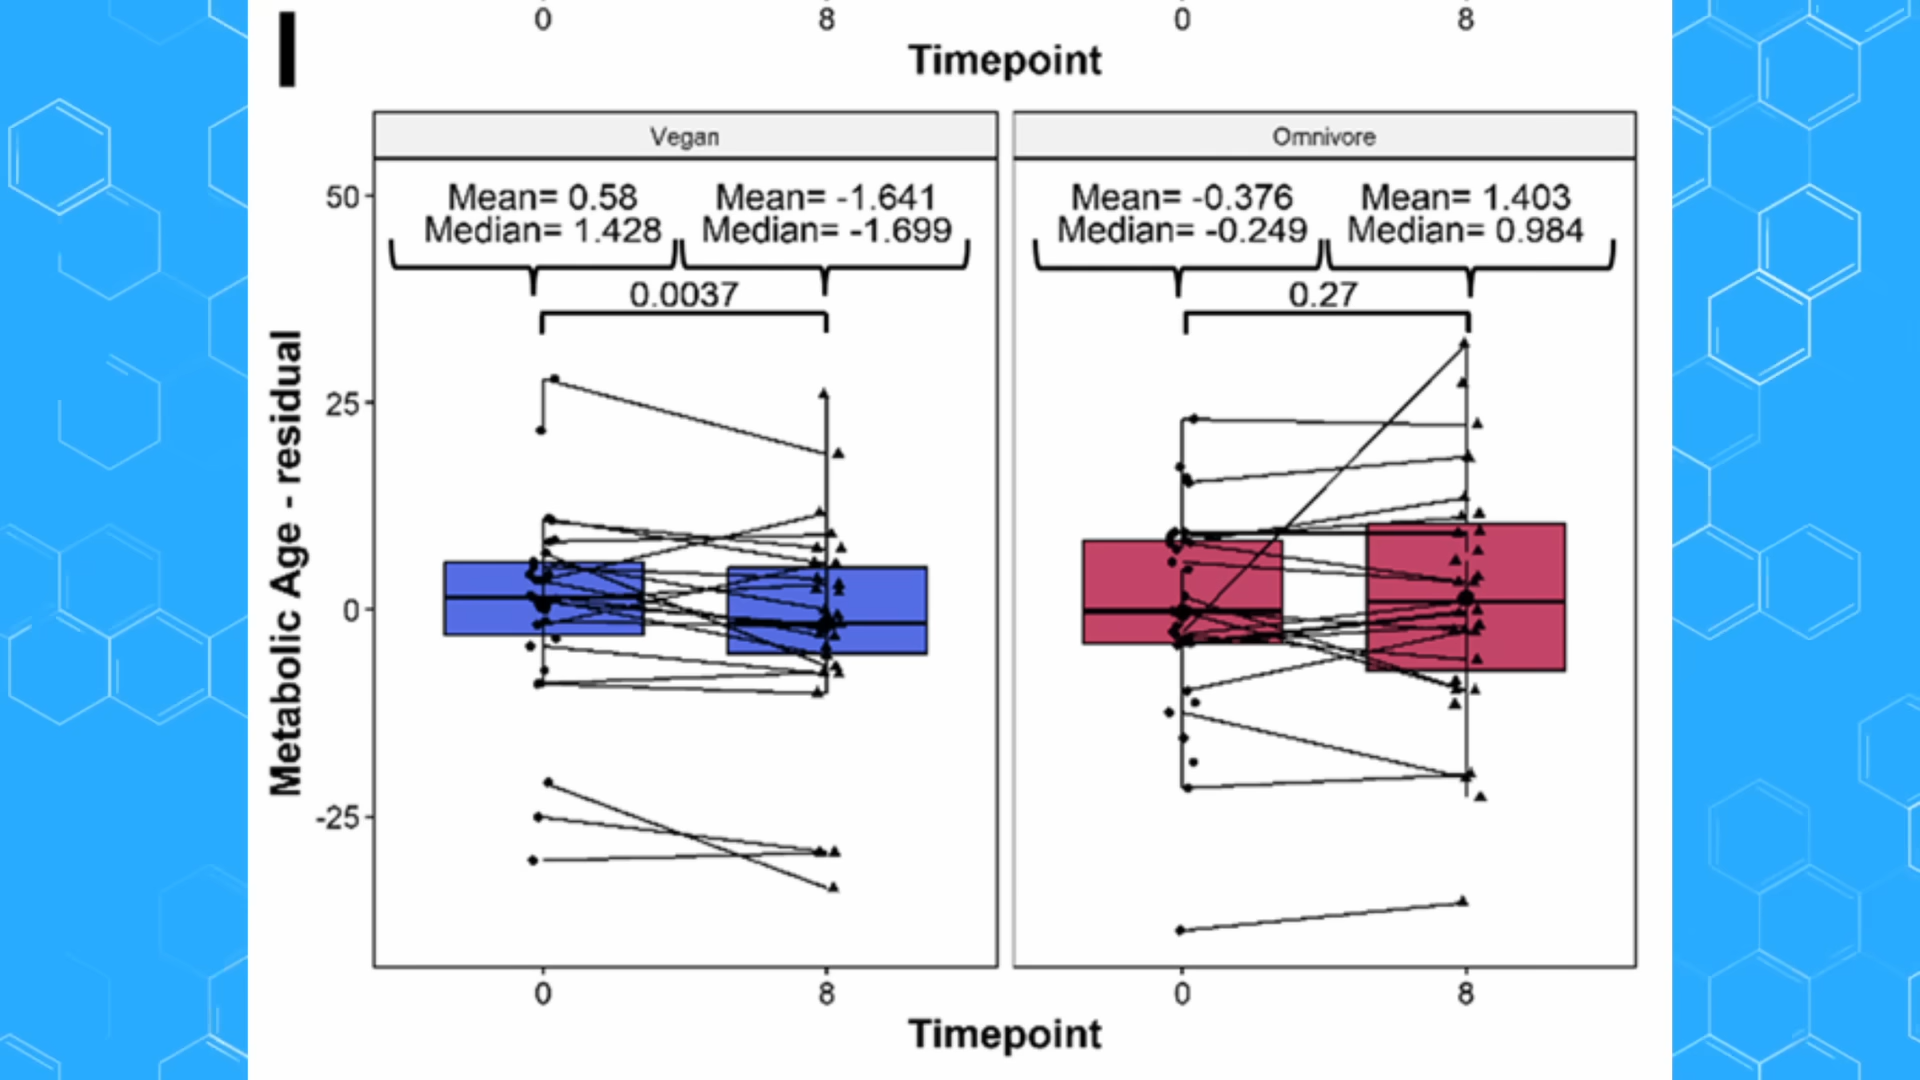 I
0 8 0 8
Timepoint
Vegan Omnivore
50
Mean= 0.58 Mean= -1.641 Mean= -0.376 Mean= 1.403
Median= 1.428 Median= -1.699 Median= -0.249 Median= 0.984
0.0037 0.27
25
0
-25
Metabolic Age - residual
0 8 0 8
Timepoint